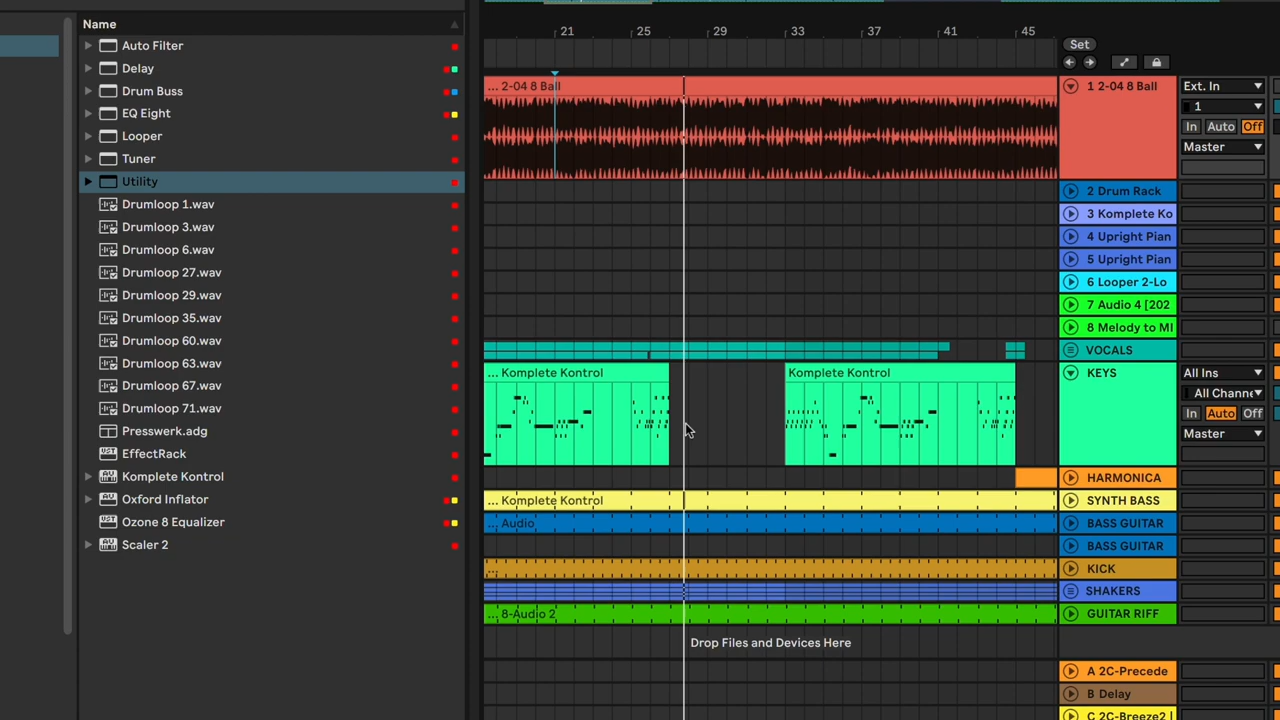 Name
Auto Filter
Delay
Drum Buss
EQ Eight
Looper
Tuner
Utility
Drumloop 1.wav
Drumloop 3.wav
Drumloop 6.wav
Drumloop 27.wav
Drumloop 29.wav
Drumloop 35.wav
Drumloop 60.wav
Drumloop 63.wav
Drumloop 67.wav
Drumloop 71.wav
Presswerk.adg
EffectRack
Komplete Kontrol
Oxford Inflator
Ozone 8 Equalizer
Scaler 2
21 25 29 33 37 41 45
Set
... 2-04 8 Ball
1 2-04 8 Ball
Ext. In
1
In Auto Off
Master
2 Drum Rack
3 Komplete Ko
4 Upright Pian
5 Upright Pian
6 Looper 2-Lo
7 Audio 4 [202
8 Melody to MI
VOCALS
... Komplete Kontrol
Komplete Kontrol
KEYS
All Ins
All Channe
In Auto Off
Master
HARMONICA
... Komplete Kontrol
SYNTH BASS
... Audio
BASS GUITAR
BASS GUITAR
...
KICK
SHAKERS
... 8-Audio 2
GUITAR RIFF
Drop Files and Devices Here
A 2C-Precede
B Delay
C 2C-Breeze2 |